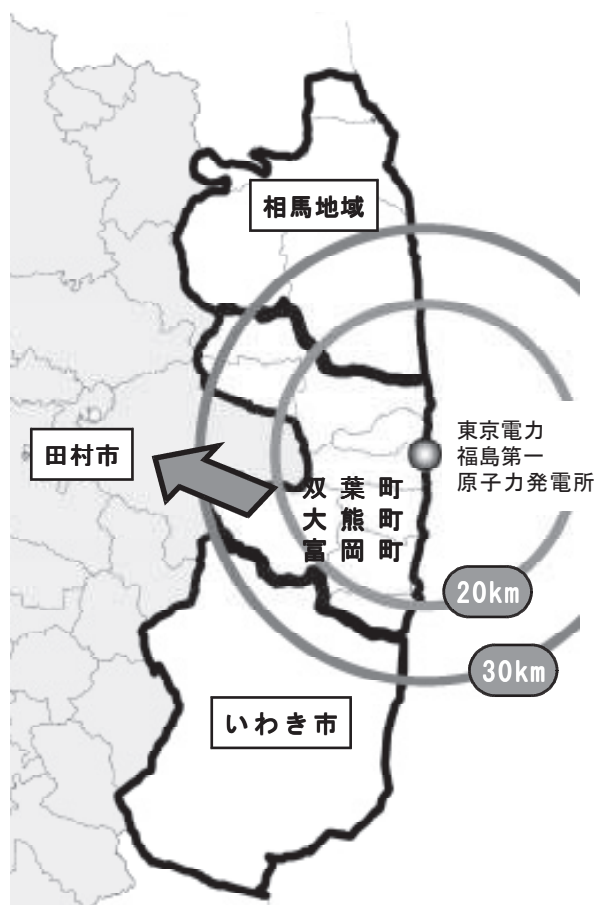 相馬地域
田村市
東京電力
福島第一
原子力発電所
双葉町
大熊町
富岡町
20km
30km
いわき市